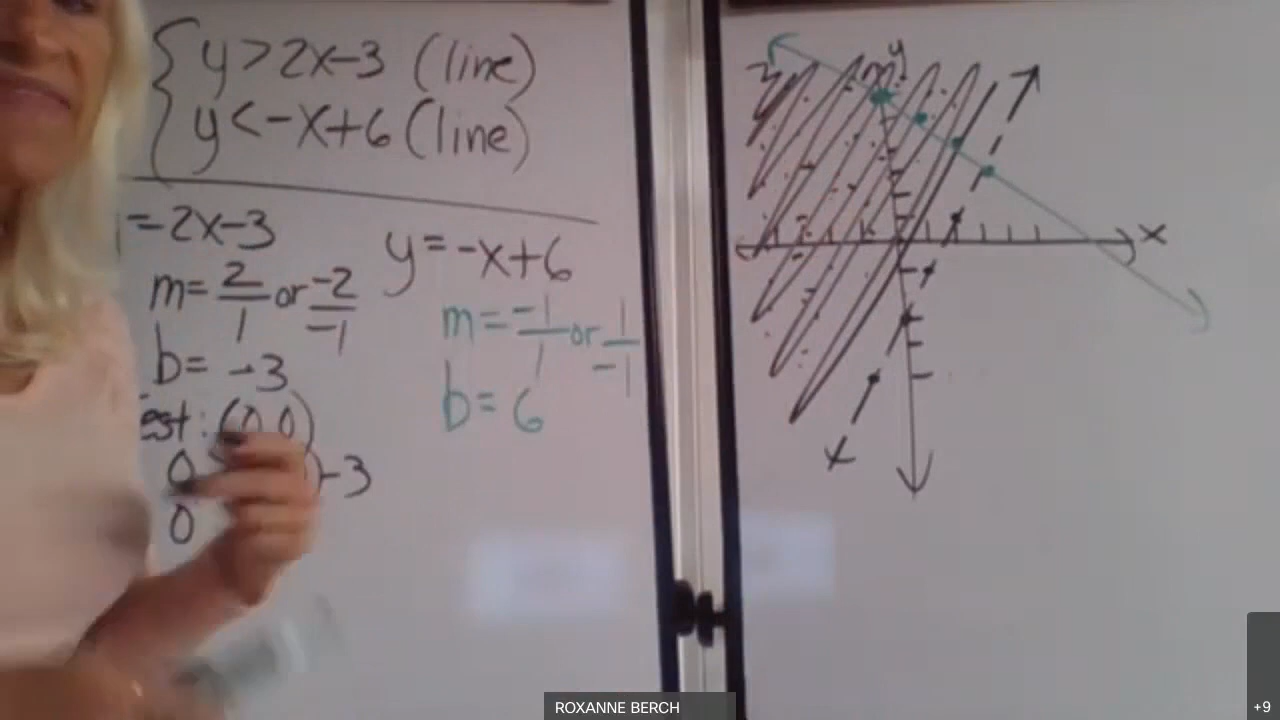 y>2x-3 (line)
y<-x+6 (line)
=2x-3
m=2/1 or -2/-1
b=-3
est: (0,0)
0 )-3
0
y=-x+6
m=-1/1 or 1/-1
b=6
y
x
ROXANNE BERCH
+9